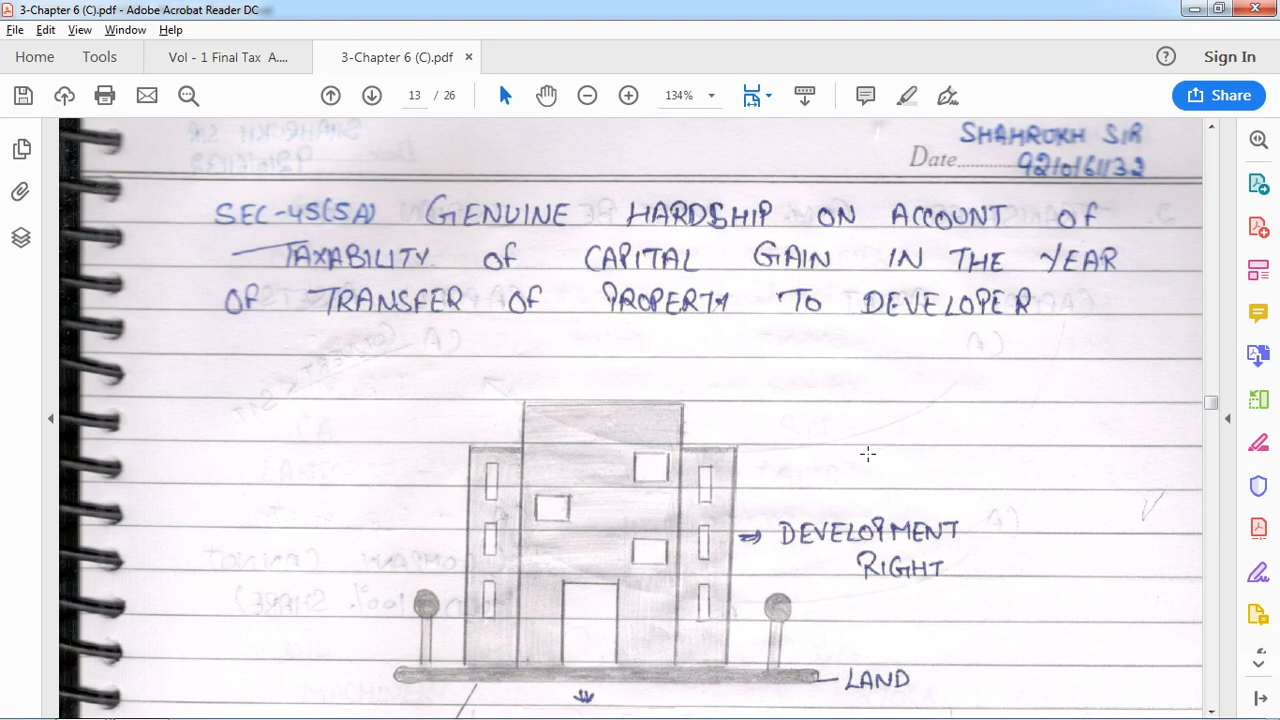 3-Chapter 6 (C).pdf - Adobe Acrobat Reader DC
File Edit View Window Help
Home Tools Vol - 1 Final Tax A.... 3-Chapter 6 (C).pdf × Sign In
13 / 26 134% Share
SHAHROKH SIR
Date.......... 9210161132
SEC-45(5A) GENUINE HARDSHIP ON ACCOUNT OF
TAXABILITY OF CAPITAL GAIN IN THE YEAR
OF TRANSFER OF PROPERTY TO DEVELOPER
DEVELOPMENT
RIGHT
LAND